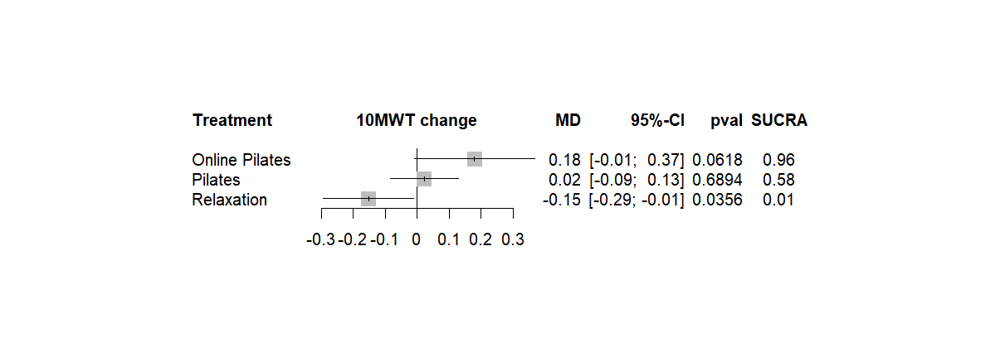 Treatment 10MWT change MD 95%-CI pval SUCRA
Online Pilates 0.18 [-0.01; 0.37] 0.0618 0.96
Pilates 0.02 [-0.09; 0.13] 0.6894 0.58
Relaxation -0.15 [-0.29; -0.01] 0.0356 0.01
-0.3 -0.2 -0.1 0 0.1 0.2 0.3